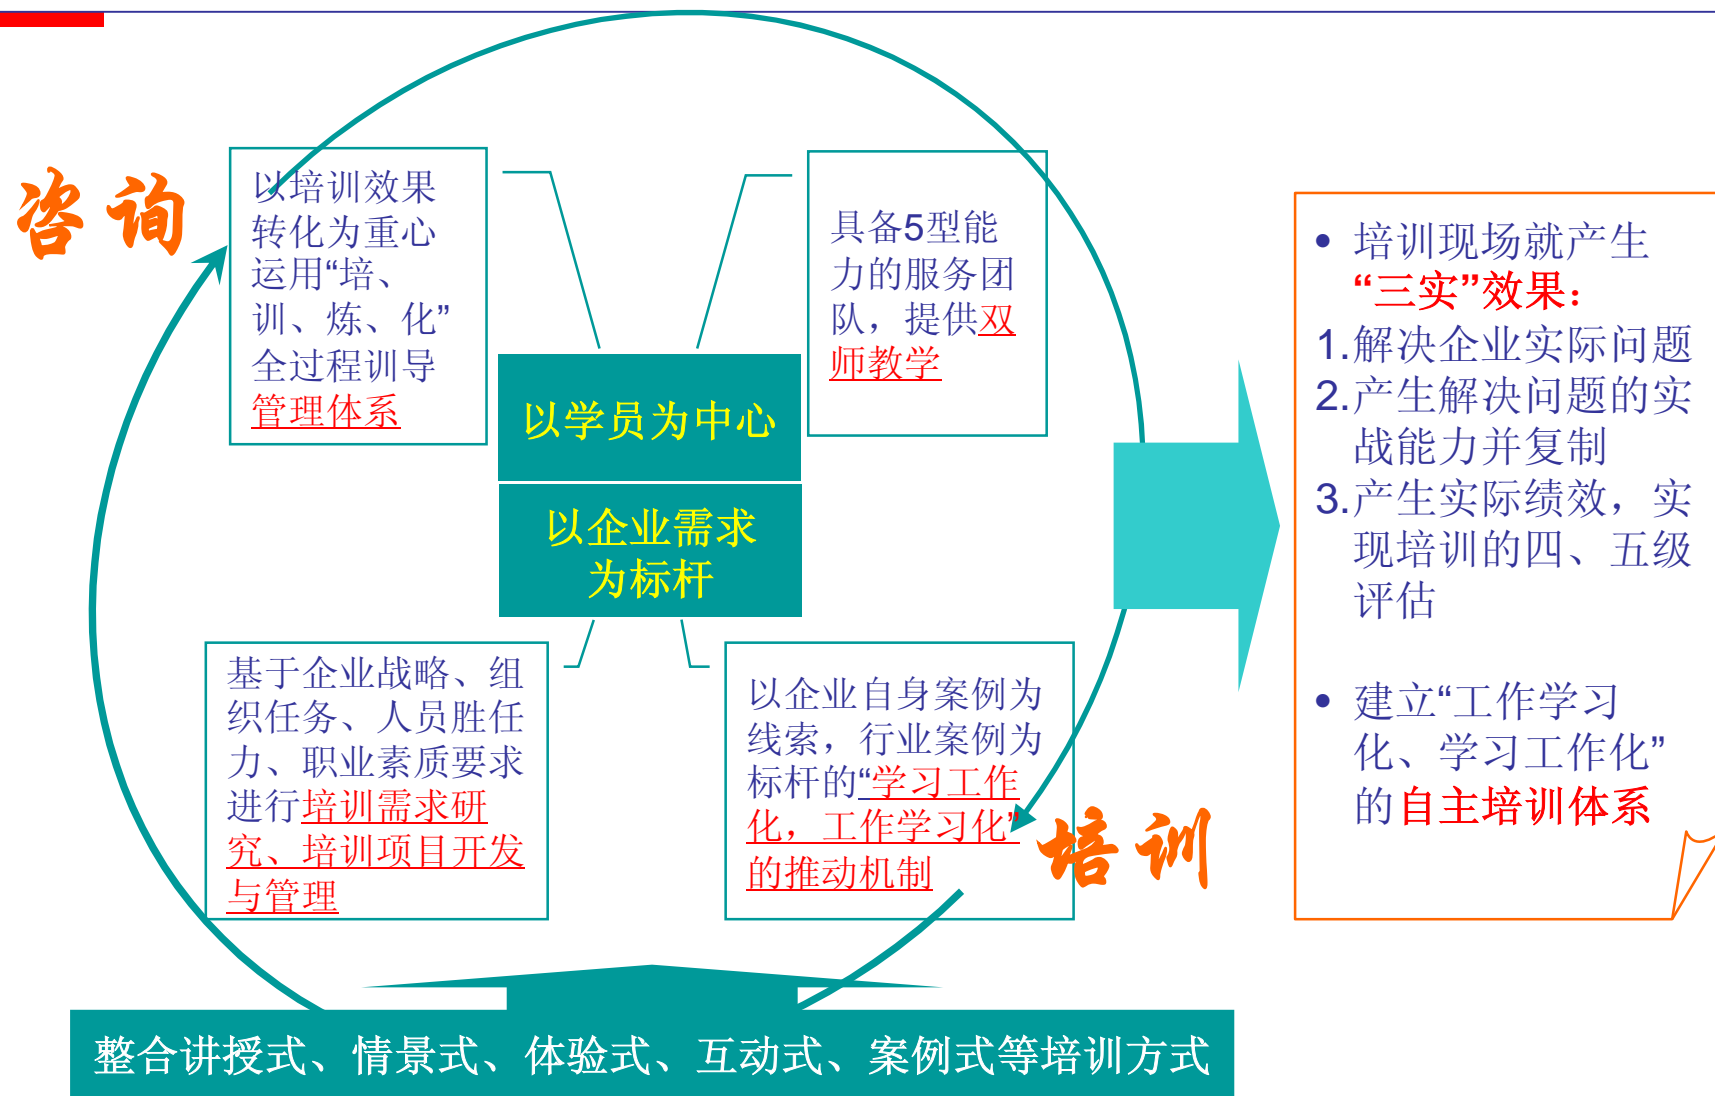 咨询
以培训效果
转化为重心
运用“培、
训、炼、化”
全过程训导
管理体系
具备5型能
力的服务团
队，提供双
师教学
以学员为中心
以企业需求
为标杆
基于企业战略、组
织任务、人员胜任
力、职业素质要求
进行培训需求研
究、培训项目开发
与管理
以企业自身案例为
线索，行业案例为
标杆的“学习工作
化，工作学习化”
的推动机制
培训
整合讲授式、情景式、体验式、互动式、案例式等培训方式
• 培训现场就产生
“三实”效果：
1.解决企业实际问题
2.产生解决问题的实
战能力并复制
3.产生实际绩效，实
现培训的四、五级
评估
• 建立“工作学习
化、学习工作化”
的自主培训体系